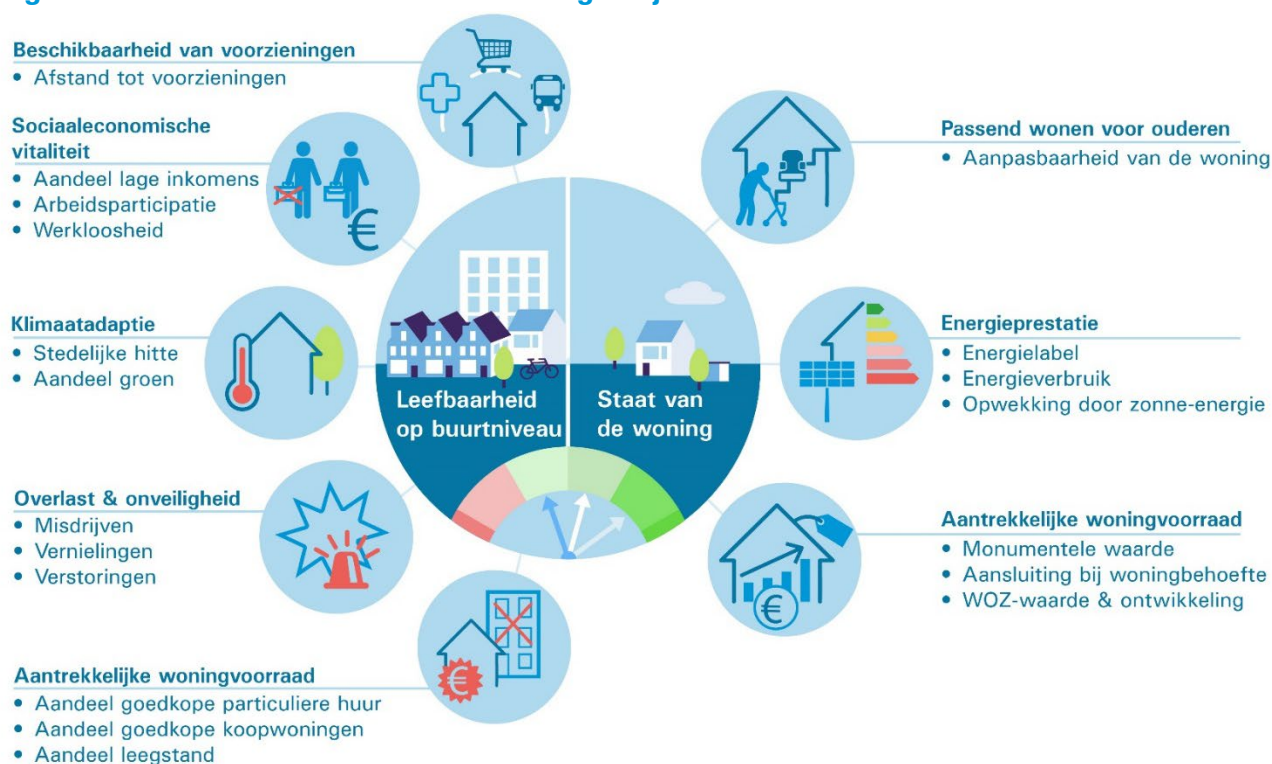 Beschikbaarheid van voorzieningen
• Afstand tot voorzieningen
Sociaaleconomische
vitaliteit
• Aandeel lage inkomens
• Arbeidsparticipatie
• Werkloosheid
Klimaatadaptie
• Stedelijke hitte
• Aandeel groen
Overlast & onveiligheid
• Misdrijven
• Vernielingen
• Verstoringen
Aantrekkelijke woningvoorraad
• Aandeel goedkope particuliere huur
• Aandeel goedkope koopwoningen
• Aandeel leegstand
€
€
Leefbaarheid
op buurtniveau
Staat van
de woning
Passend wonen voor ouderen
• Aanpasbaarheid van de woning
Energieprestatie
• Energielabel
• Energieverbruik
• Opwekking door zonne-energie
Aantrekkelijke woningvoorraad
• Monumentele waarde
• Aansluiting bij woningbehoefte
• WOZ-waarde & ontwikkeling
€